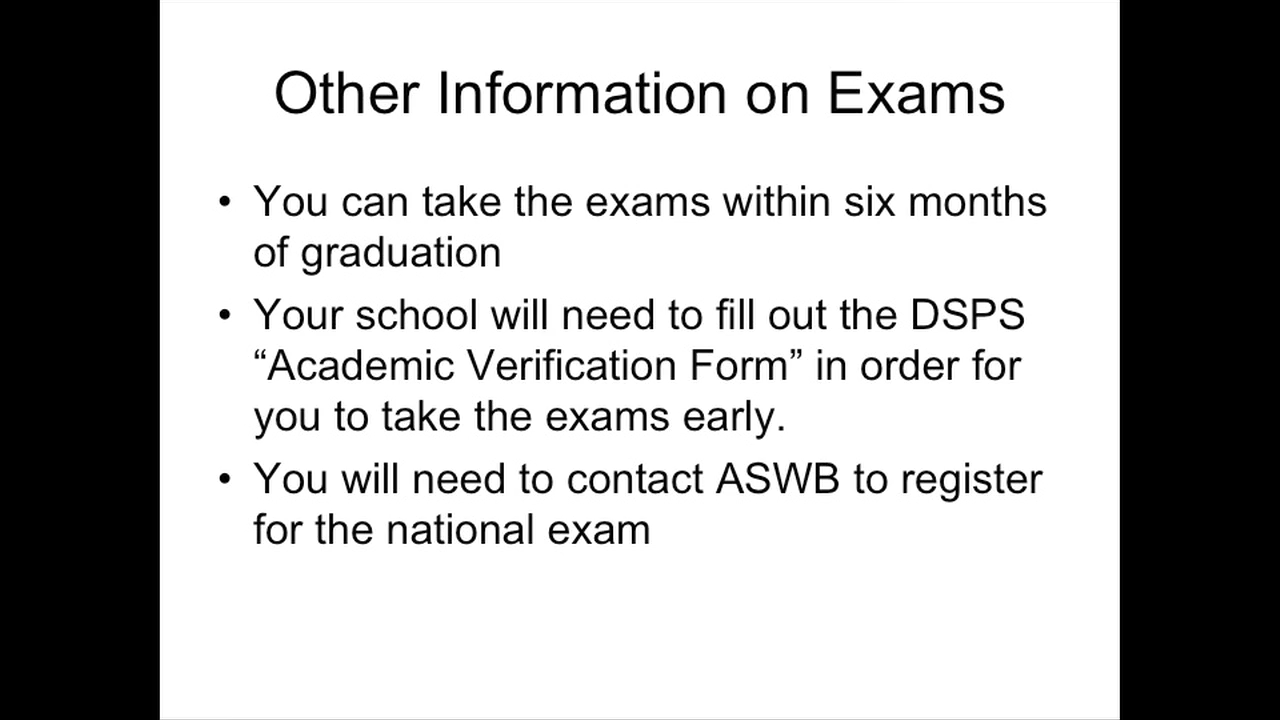 Other Information on Exams
• You can take the exams within six months
of graduation
• Your school will need to fill out the DSPS
“Academic Verification Form” in order for
you to take the exams early.
• You will need to contact ASWB to register
for the national exam